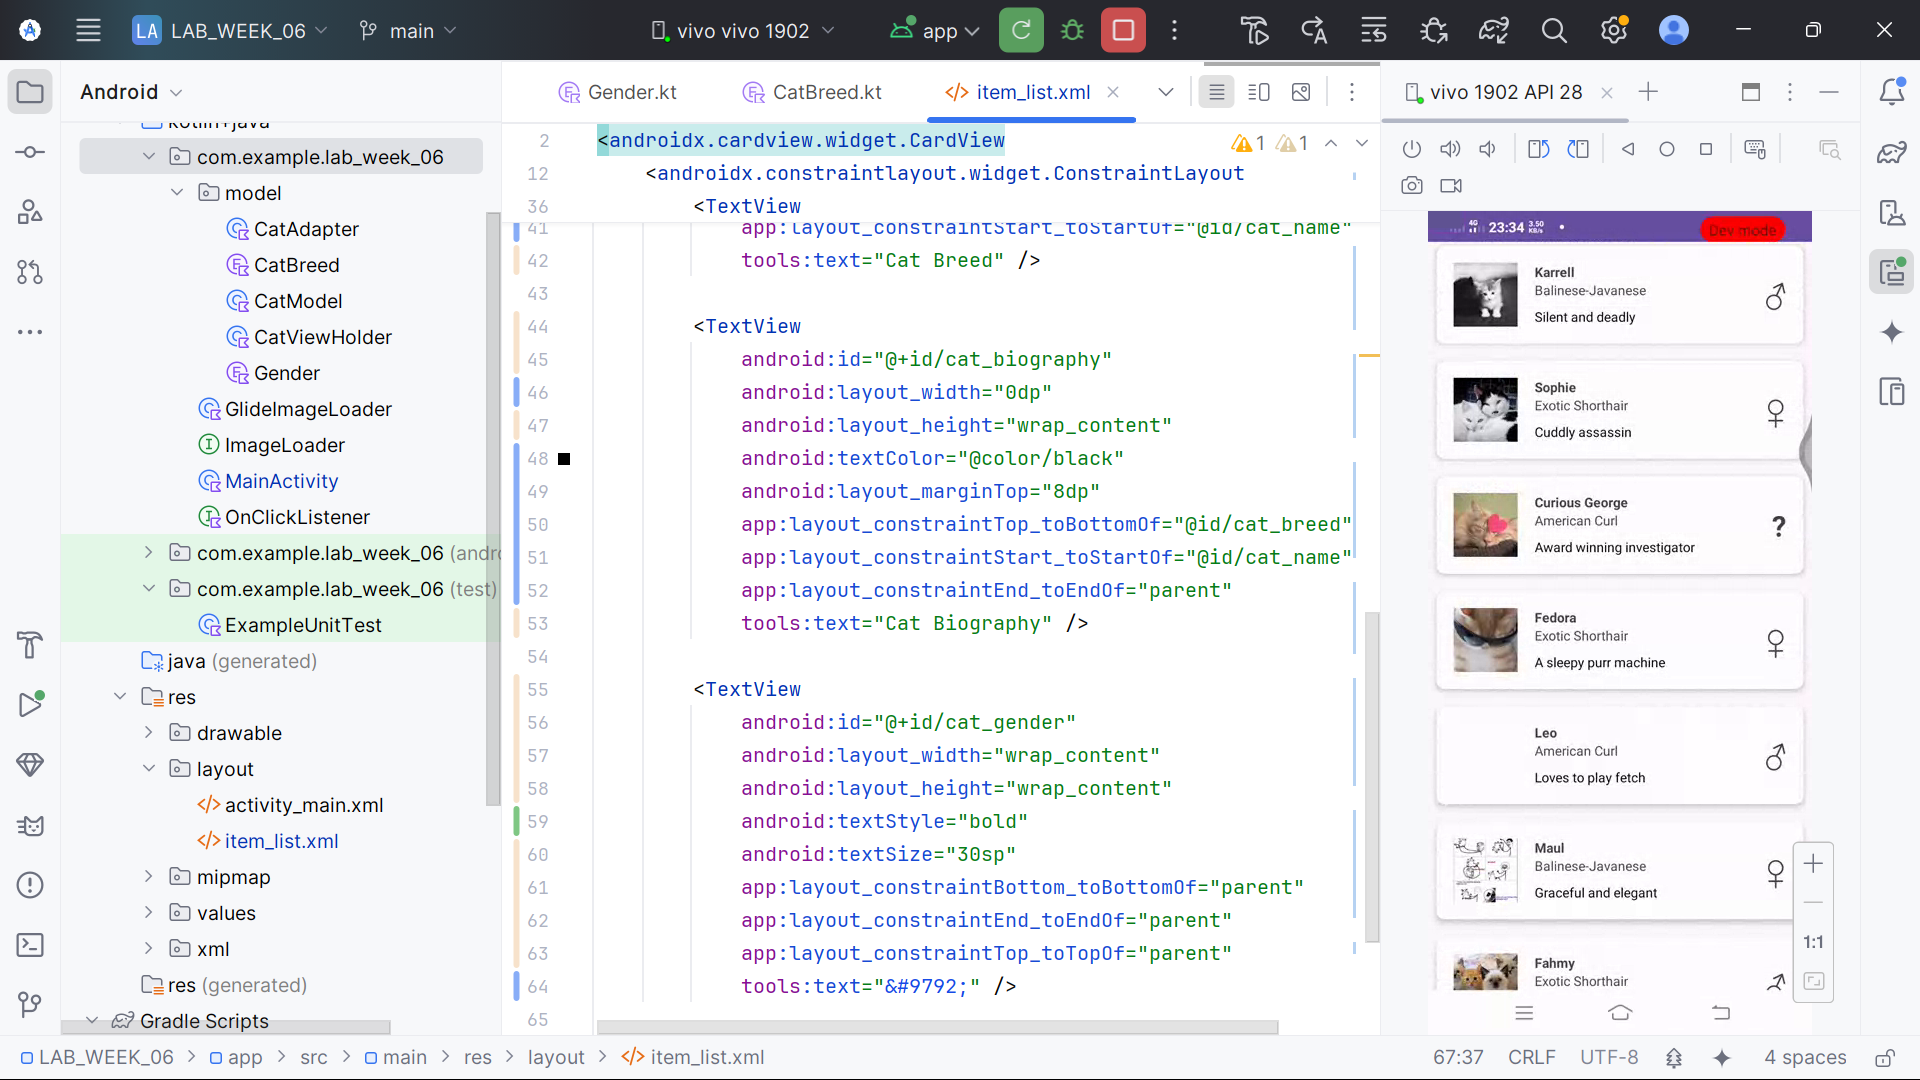 LA LAB_WEEK_06 main vivo vivo 1902 app
Android
Gender.kt CatBreed.kt item_list.xml
vivo 1902 API 28
kotlin+java
com.example.lab_week_06
model
CatAdapter
CatBreed
CatModel
CatViewHolder
Gender
GlideImageLoader
ImageLoader
MainActivity
OnClickListener
com.example.lab_week_06 (andro
com.example.lab_week_06 (test)
ExampleUnitTest
java (generated)
res
drawable
layout
activity_main.xml
item_list.xml
mipmap
values
xml
res (generated)
Gradle Scripts
2 <androidx.cardview.widget.CardView 1 1
12 <androidx.constraintlayout.widget.ConstraintLayout
36 <TextView
41 app:layout_constraintStart_toStartOf="@id/cat_name"
42 tools:text="Cat Breed" />
43
44 <TextView
45 android:id="@+id/cat_biography"
46 android:layout_width="0dp"
47 android:layout_height="wrap_content"
48 android:textColor="@color/black"
49 android:layout_marginTop="8dp"
50 app:layout_constraintTop_toBottomOf="@id/cat_breed"
51 app:layout_constraintStart_toStartOf="@id/cat_name"
52 app:layout_constraintEnd_toEndOf="parent"
53 tools:text="Cat Biography" />
54
55 <TextView
56 android:id="@+id/cat_gender"
57 android:layout_width="wrap_content"
58 android:layout_height="wrap_content"
59 android:textStyle="bold"
60 android:textSize="30sp"
61 app:layout_constraintBottom_toBottomOf="parent"
62 app:layout_constraintEnd_toEndOf="parent"
63 app:layout_constraintTop_toTopOf="parent"
64 tools:text="&#9792;" />
65
4G 23:34 3.50 KB/s Dev mode
Karrell
Balinese-Javanese
Silent and deadly
♂
Sophie
Exotic Shorthair
Cuddly assassin
♀
Curious George
American Curl
Award winning investigator
?
Fedora
Exotic Shorthair
A sleepy purr machine
♀
Leo
American Curl
Loves to play fetch
♂
Maul
Balinese-Javanese
Graceful and elegant
♀
Fahmy
Exotic Shorthair
1:1
LAB_WEEK_06 > app > src > main > res > layout > item_list.xml
67:37 CRLF UTF-8 4 spaces